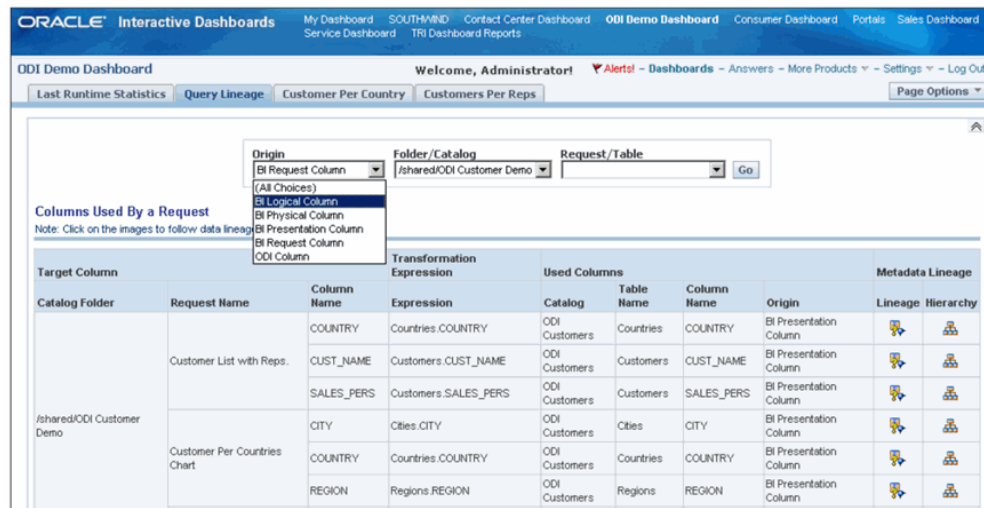 ORACLE Interactive Dashboards
My Dashboard SOUTHWIND Contact Center Dashboard ODI Demo Dashboard Consumer Dashboard Portals Sales Dashboard
Service Dashboard TRI Dashboard Reports
ODI Demo Dashboard
Welcome, Administrator! Alerts! - Dashboards - Answers - More Products - Settings - Log Out
Last Runtime Statistics Query Lineage Customer Per Country Customers Per Reps
Page Options
Origin Folder/Catalog Request/Table
BI Request Column /shared/ODI Customer Demo Go
(All Choices)
BI Logical Column
BI Physical Column
BI Presentation Column
BI Request Column
ODI Column
Columns Used By a Request
Note: Click on the images to follow data lineag
Target Column Transformation Expression Used Columns Metadata Lineage
Catalog Folder Request Name Column Name Expression Catalog Table Name Column Name Origin Lineage Hierarchy
/shared/ODI Customer Demo
Customer List with Reps.
COUNTRY Countries.COUNTRY ODI Customers Countries COUNTRY BI Presentation Column
CUST_NAME Customers.CUST_NAME ODI Customers Customers CUST_NAME BI Presentation Column
SALES_PERS Customers.SALES_PERS ODI Customers Customers SALES_PERS BI Presentation Column
Customer Per Countries Chart
CITY Cities.CITY ODI Customers Cities CITY BI Presentation Column
COUNTRY Countries.COUNTRY ODI Customers Countries COUNTRY BI Presentation Column
REGION Regions.REGION ODI Customers Regions REGION BI Presentation Column